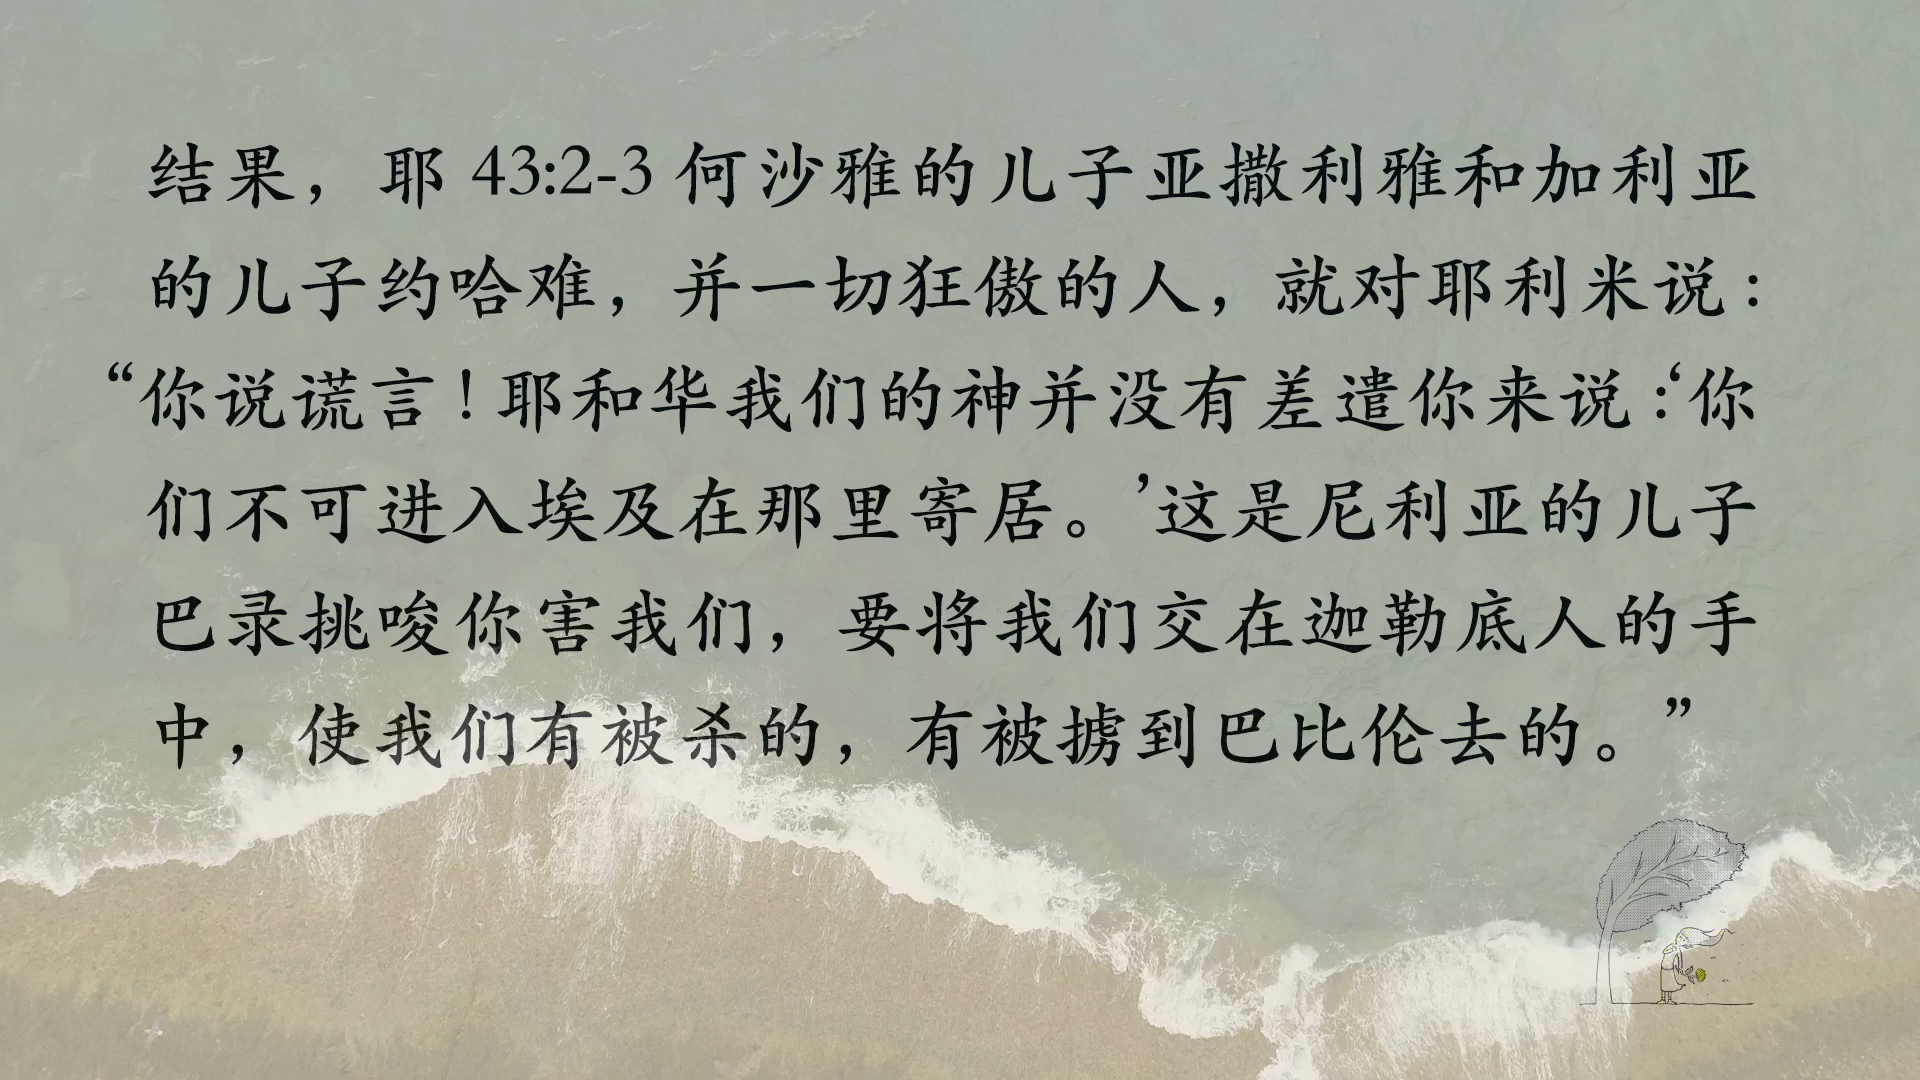 结果，耶 43:2-3 何沙雅的儿子亚撒利雅和加利亚
的儿子约哈难，并一切狂傲的人，就对耶利米说：
“你说谎言！耶和华我们的神并没有差遣你来说：‘你
们不可进入埃及在那里寄居。’这是尼利亚的儿子
巴录挑唆你害我们，要将我们交在迦勒底人的手
中，使我们有被杀的，有被掳到巴比伦去的。”